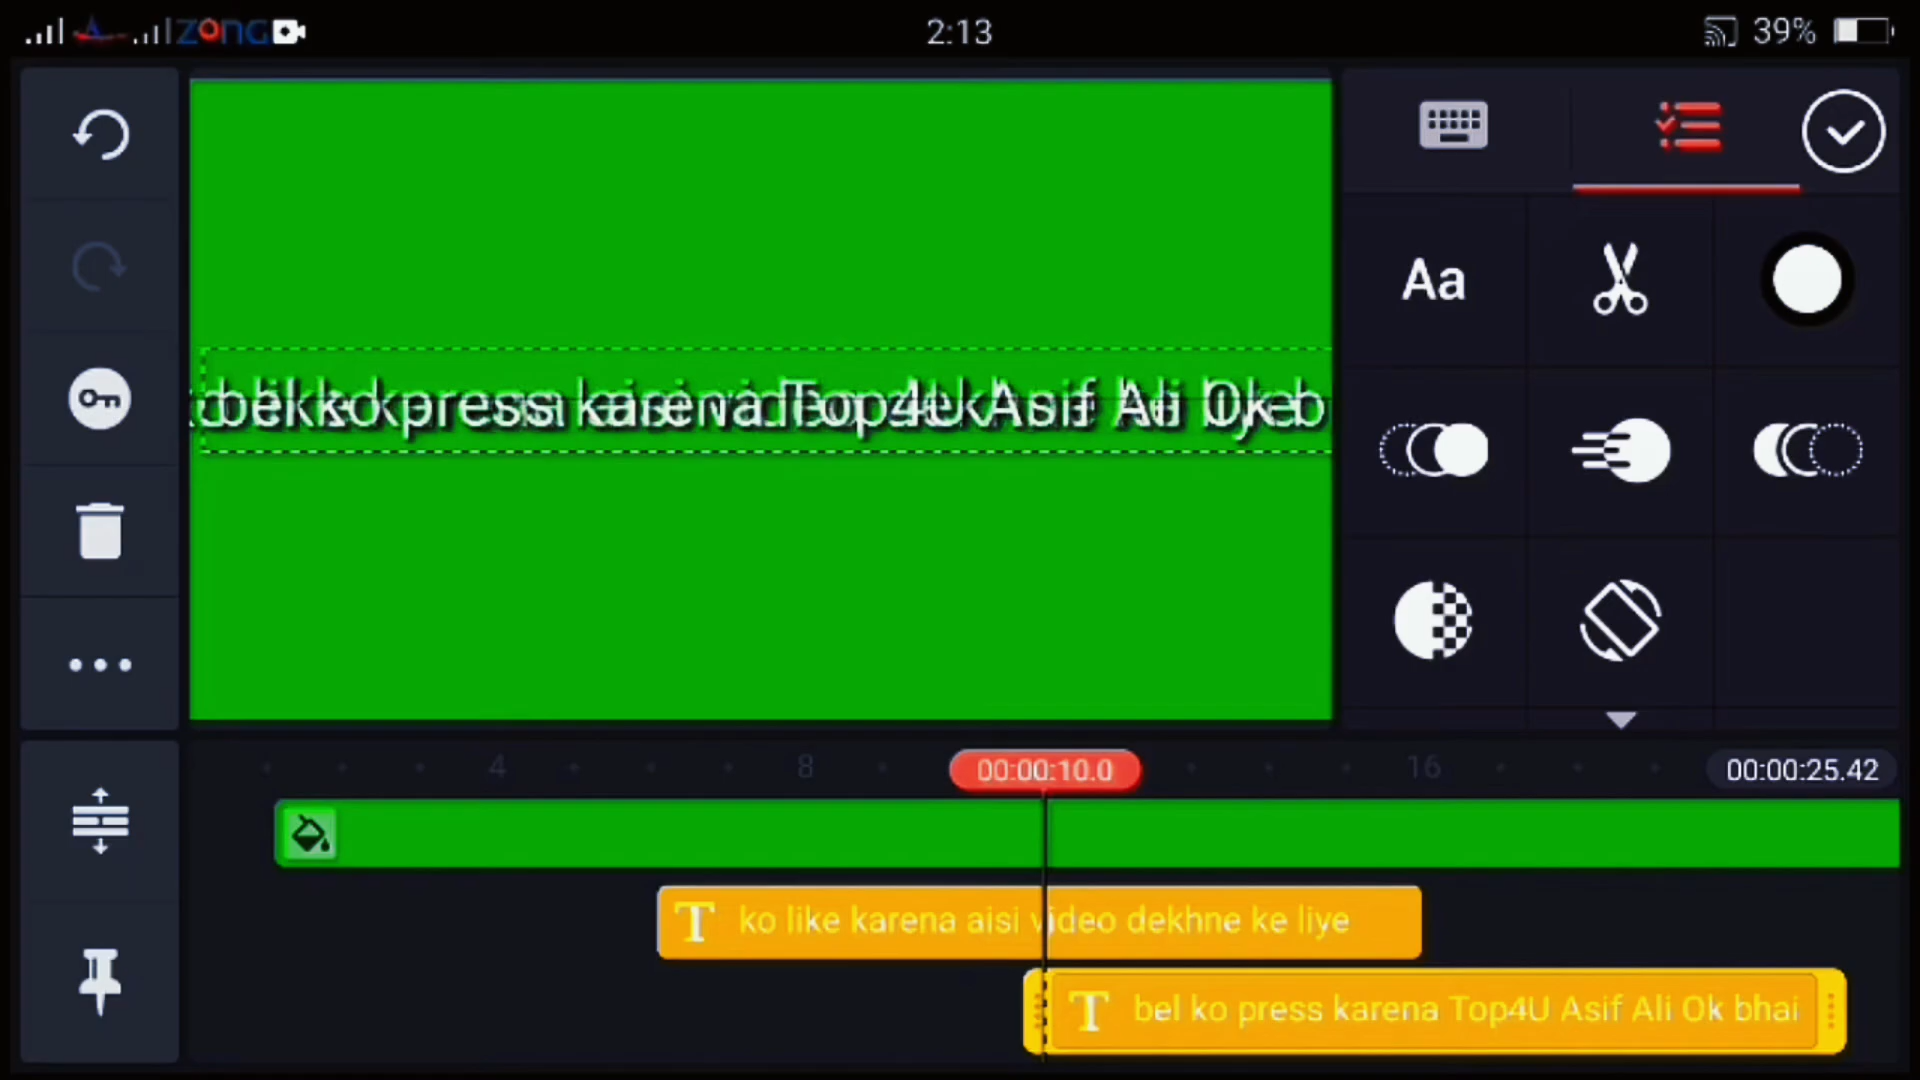 ZONG
2:13
39%
Aa
4
8
00:00:10.0
16
00:00:25.42
T ko like karena aisi video dekhne ke liye
T bel ko press karena Top4U Asif Ali Ok bhai